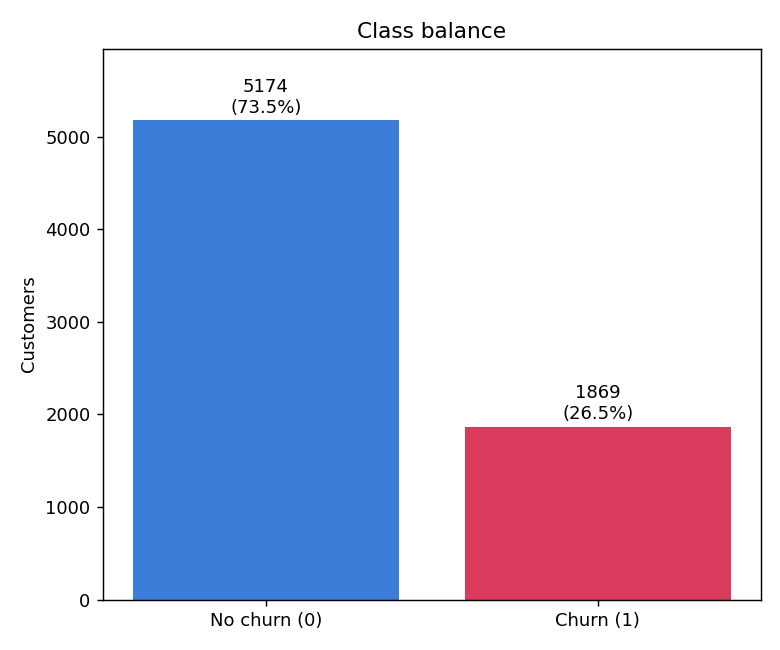 Class balance
Customers
5000
4000
3000
2000
1000
0
5174
(73.5%)
1869
(26.5%)
No churn (0)
Churn (1)